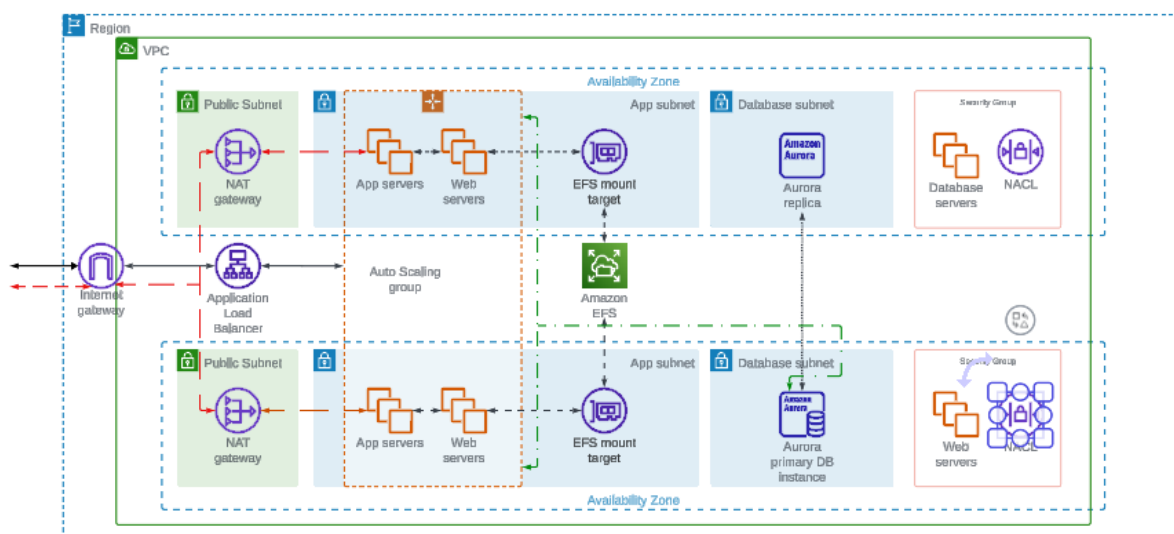 Region
VPC
Availability Zone
Public Subnet
App subnet
Database subnet
Security Group
Amazon
Aurora
NAT
gateway
App servers
Web
servers
EFS mount
target
Aurora
replica
Database
servers
NACL
Internet
gateway
Application
Load
Balancer
Auto Scaling
group
Amazon
EFS
Public Subnet
App subnet
Database subnet
Security Group
Amazon
Aurora
NAT
gateway
App servers
Web
servers
EFS mount
target
Aurora
primary DB
instance
Web
servers
NACL
Availability Zone